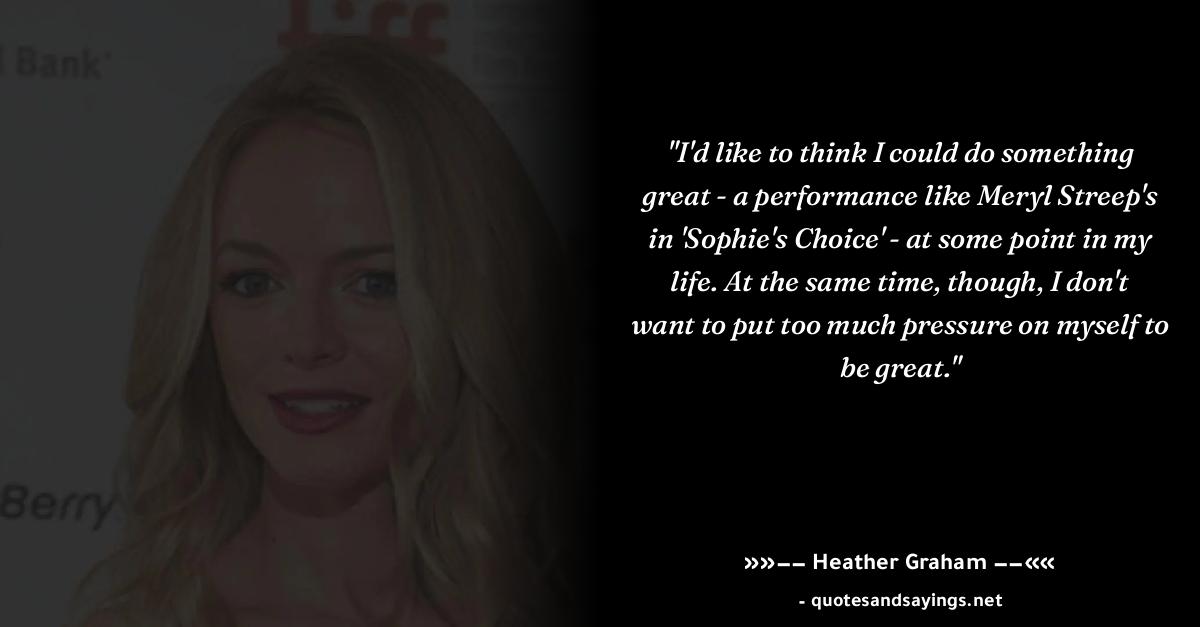 tiff
l Bank
Berry
"I'd like to think I could do something
great - a performance like Meryl Streep's
in 'Sophie's Choice' - at some point in my
life. At the same time, though, I don't
want to put too much pressure on myself to
be great."
»»-- Heather Graham --««
- quotesandsayings.net